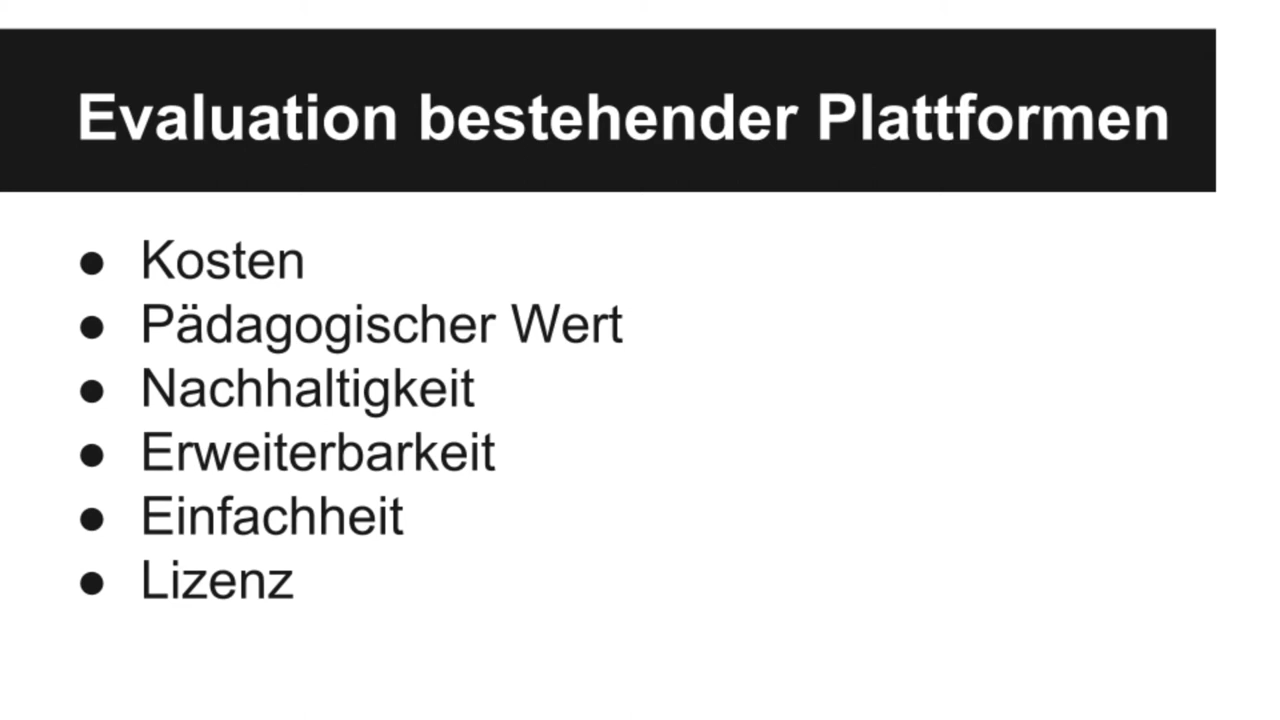 Evaluation bestehender Plattformen
● Kosten
● Pädagogischer Wert
● Nachhaltigkeit
● Erweiterbarkeit
● Einfachheit
● Lizenz